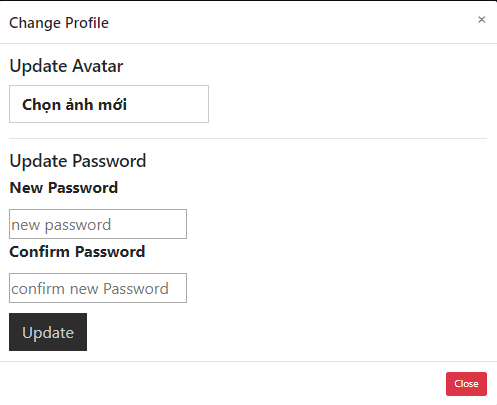 Change Profile
×
Update Avatar
Chọn ảnh mới
Update Password
New Password
new password
Confirm Password
confirm new Password
Update
Close